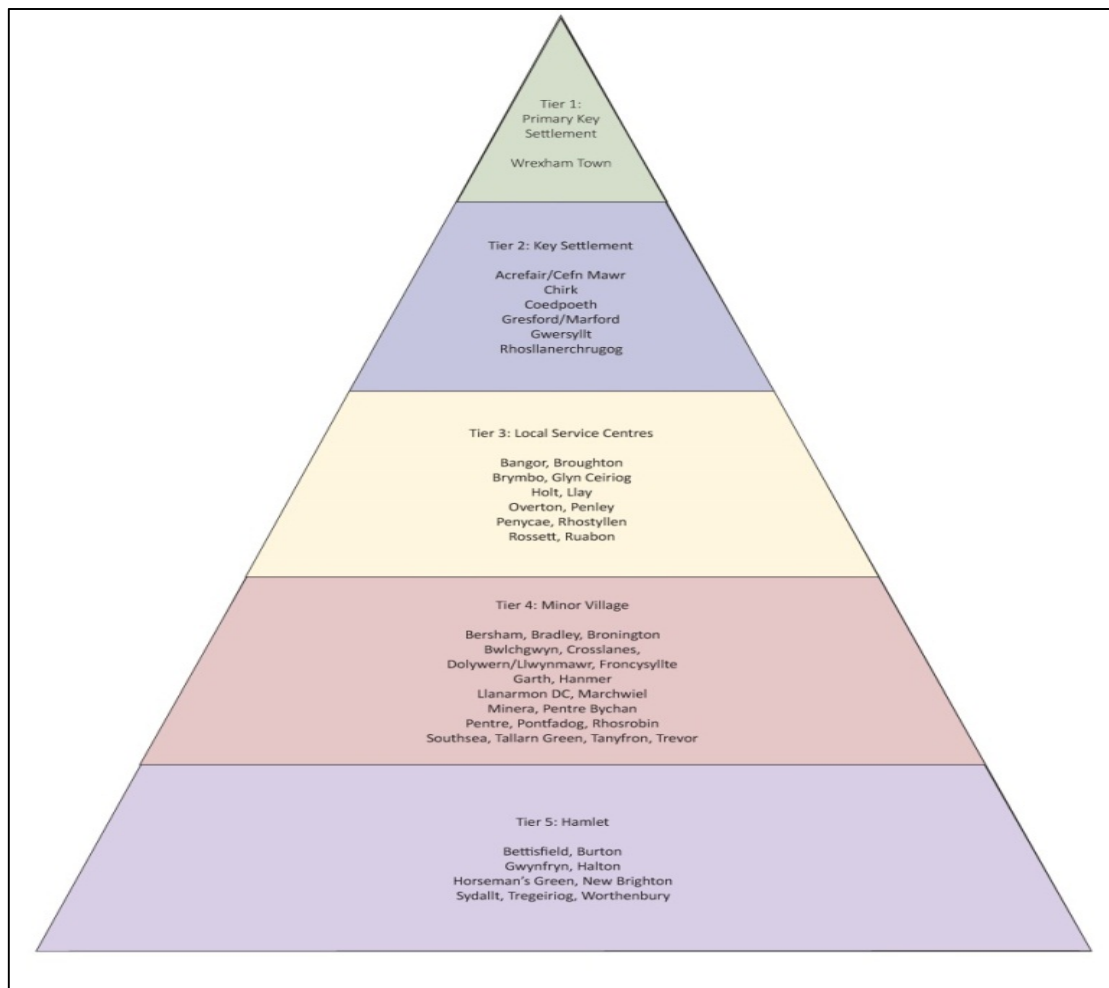 Tier 1:
Primary Key
Settlement
Wrexham Town
Tier 2: Key Settlement
Acrefair/Cefn Mawr
Chirk
Coedpoeth
Gresford/Marford
Gwersyllt
Rhosllanerchrugog
Tier 3: Local Service Centres
Bangor, Broughton
Brymbo, Glyn Ceiriog
Holt, Llay
Overton, Penley
Penycae, Rhostyllen
Rossett, Ruabon
Tier 4: Minor Village
Bersham, Bradley, Bronington
Bwlchgwyn, Crosslanes,
Dolywern/Llwynmawr, Froncysyllte
Garth, Hanmer
Llanarmon DC, Marchwiel
Minera, Pentre Bychan
Pentre, Pontfadog, Rhosrobin
Southsea, Tallarn Green, Tanyfron, Trevor
Tier 5: Hamlet
Bettisfield, Burton
Gwynfryn, Halton
Horseman's Green, New Brighton
Sydallt, Tregeiriog, Worthenbury